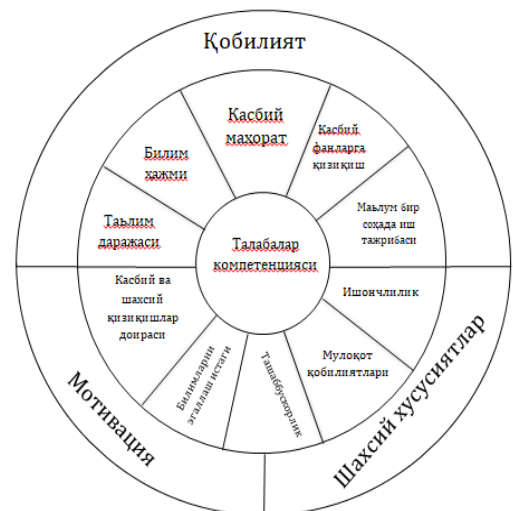 Қобилият
Касбий
маҳорат
Касбий
фанларга
қизиқиш
Билим
ҳажми
Маълум бир
соҳада иш
тажрибаси
Таълим
даражаси
Талабалар
компетенцияси
Касбий ва
шахсий
қизиқишлар
доираси
Ишончлилик
Мулоқот
қобилиятлари
Билимларни
эгаллаш истаги
Ташаббускорлик
Мотивация
Шахсий хусусиятлар